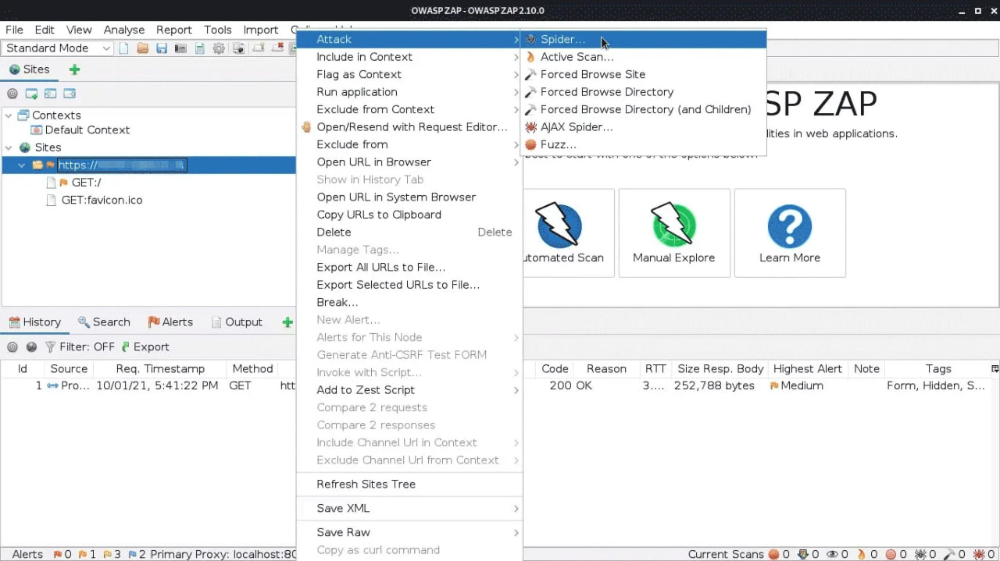 OWASP ZAP - OWASP ZAP 2.10.0
File Edit View Analyse Report Tools Import
Standard Mode
Sites
Contexts
Default Context
Sites
https://
GET:/
GET:favicon.ico
Attack
Include in Context
Flag as Context
Run application
Exclude from Context
Open/Resend with Request Editor...
Exclude from
Open URL in Browser
Show in History Tab
Open URL in System Browser
Copy URLs to Clipboard
Delete Delete
Manage Tags...
Export All URLs to File...
Export Selected URLs to File...
Break...
New Alert...
Alerts for This Node
Generate Anti-CSRF Test FORM
Invoke with Script...
Add to Zest Script
Compare 2 requests
Compare 2 responses
Include Channel Url in Context
Exclude Channel Url from Context
Refresh Sites Tree
Save XML
Save Raw
Copy as curl command
Spider...
Active Scan...
Forced Browse Site
Forced Browse Directory
Forced Browse Directory (and Children)
AJAX Spider...
Fuzz...
SP ZAP
lities in web applications.
best to start with one of the options below.
utomated Scan
Manual Explore
Learn More
History Search Alerts Output
Filter: OFF Export
Id Source Req. Timestamp Method Code Reason RTT Size Resp. Body Highest Alert Note Tags
1 Pro... 10/01/21, 5:41:22 PM GET htt 200 OK 3.... 252,788 bytes Medium Form, Hidden, S...
Alerts 0 1 3 2 Primary Proxy: localhost:80 Current Scans 0 0 0 0 0 0 0 0